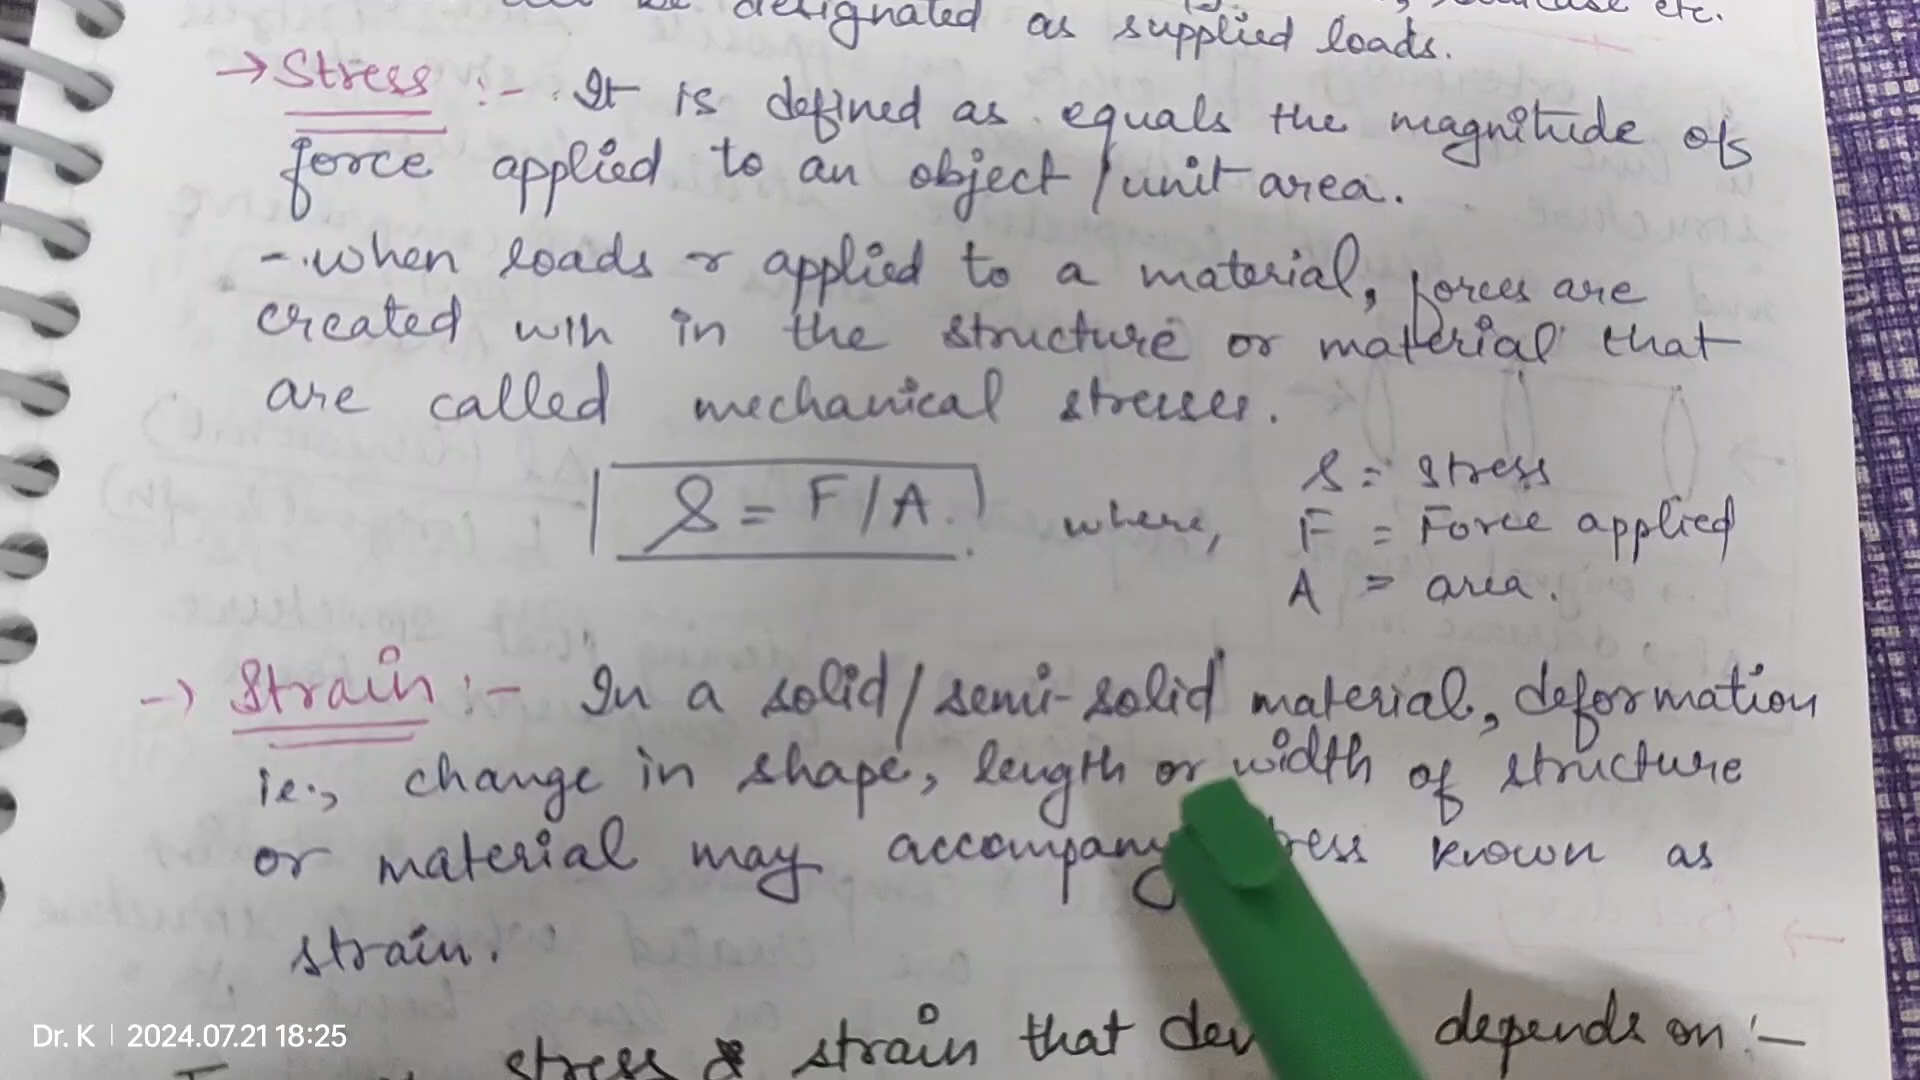 be designated as supplied loads.
→ Stress :- It is defined as equals the magnitude of
force applied to an object / unit area.
- when loads r applied to a material, forces are
created wth in the structure or material that
are called mechanical stresses.
S = F/A. where, S = Stress
F = Force applied
A = area.
→ Strain :- In a solid / semi-solid material, deformation
ie., change in shape, length or width of structure
or material may accompany known as
strain.
stress & strain that depends on :-
Dr. K | 2024.07.21 18:25